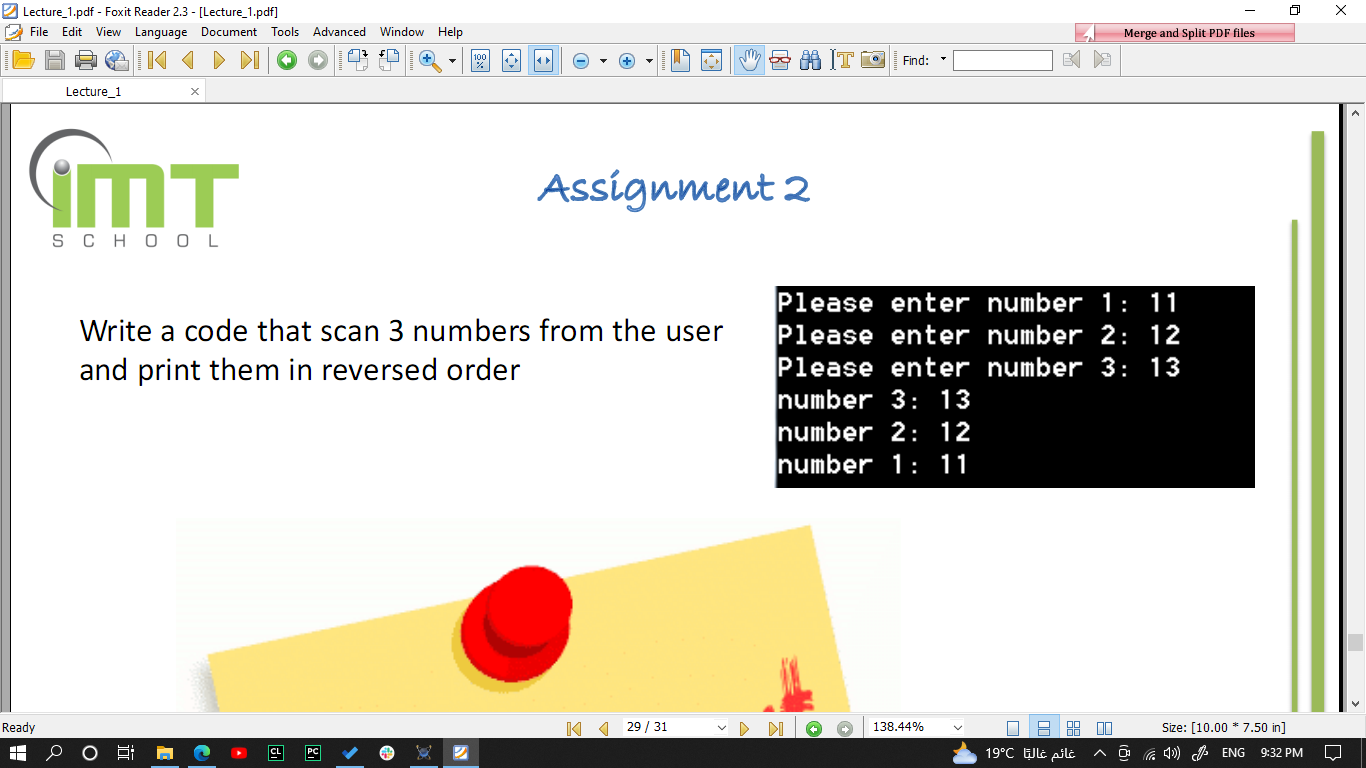 Lecture_1.pdf - Foxit Reader 2.3 - [Lecture_1.pdf]
File Edit View Language Document Tools Advanced Window Help
Merge and Split PDF files
100 %
Find:
Lecture_1
iMT
SCHOOL
Assignment 2
Write a code that scan 3 numbers from the user
and print them in reversed order
Please enter number 1: 11
Please enter number 2: 12
Please enter number 3: 13
number 3: 13
number 2: 12
number 1: 11
Ready
29 / 31
138.44%
Size: [10.00 * 7.50 in]
CL
PC
19°C غائم غالبًا
ENG
9:32 PM